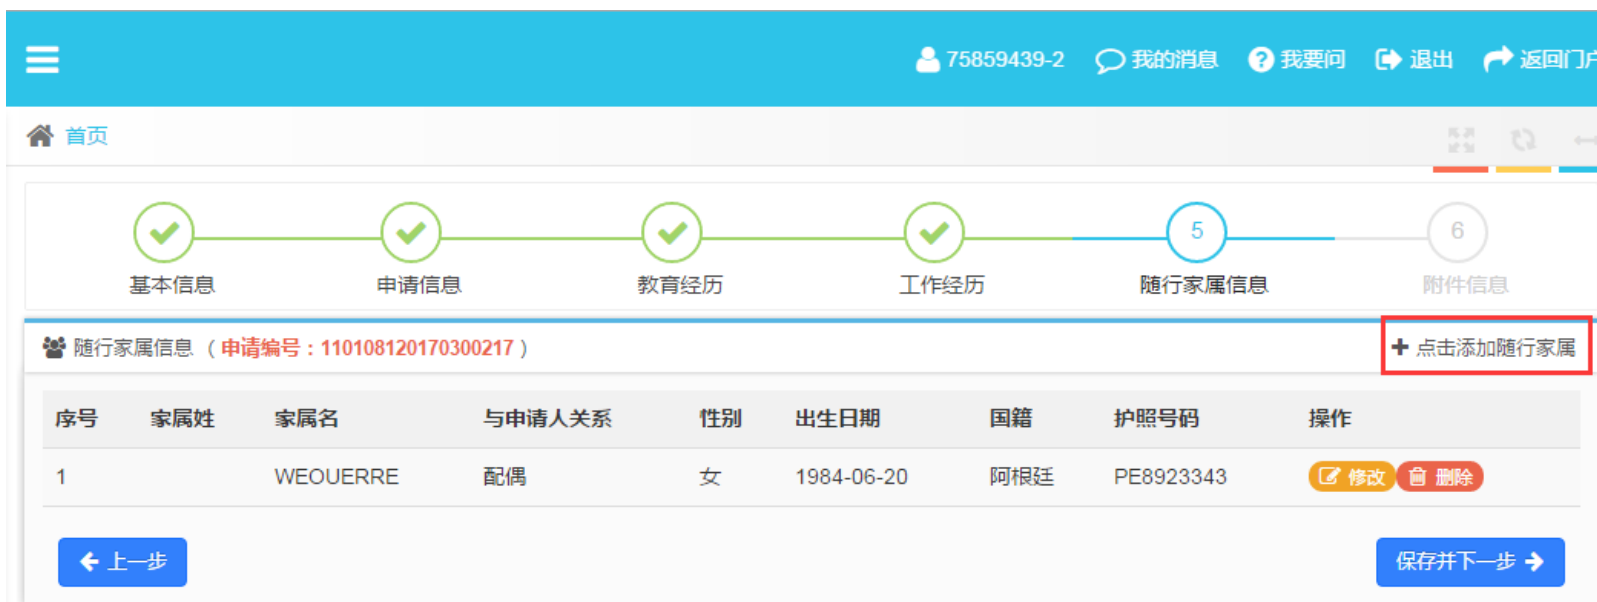 75859439-2 我的消息 我要问 退出 返回门户
首页
5 6
基本信息 申请信息 教育经历 工作经历 随行家属信息 附件信息
随行家属信息 （申请编号：110108120170300217） 点击添加随行家属
序号 家属姓 家属名 与申请人关系 性别 出生日期 国籍 护照号码 操作
1 WEOUERRE 配偶 女 1984-06-20 阿根廷 PE8923343 修改 删除
上一步 保存并下一步